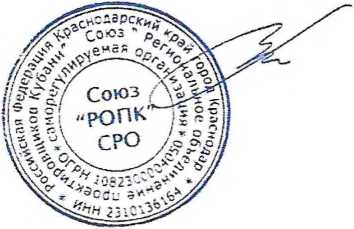 * Российская Федерация Краснодарский край город Краснодар *
ИНН 2310136164
Союз "Региональное объединение проектировщиков Кубани"
саморегулируемая организация
* ОГРН 1082300004050 *
Союз
"РОПК"
СРО